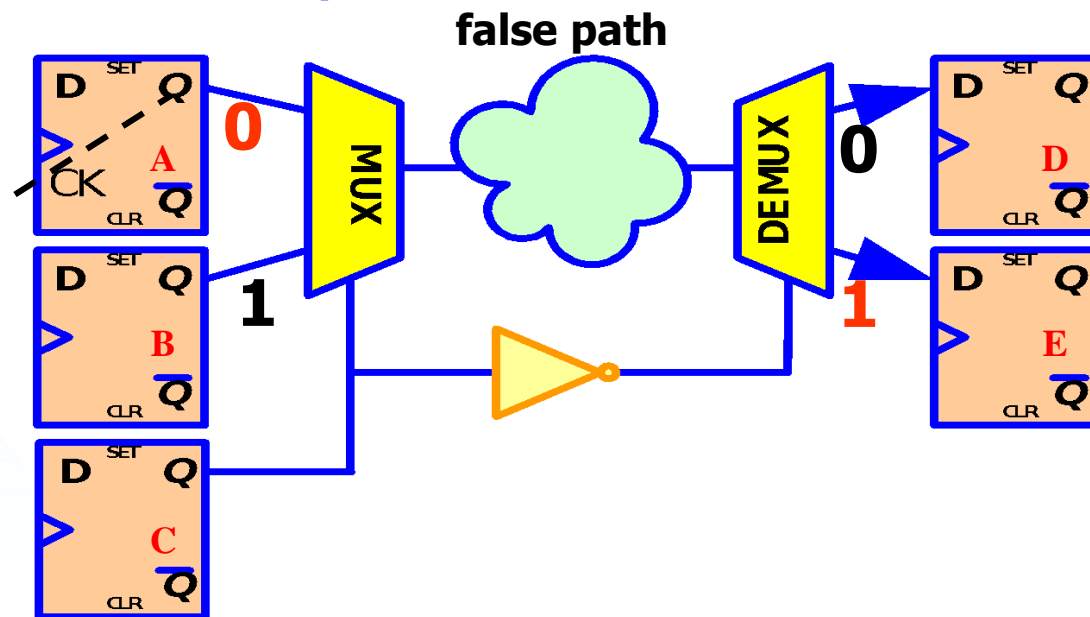 false path
SET
D Q
A
CK
Q
CLR
0
MUX
DEMUX
0
SET
D Q
D
Q
CLR
SET
D Q
B
Q
CLR
1
1
SET
D Q
E
Q
CLR
SET
D Q
C
Q
CLR